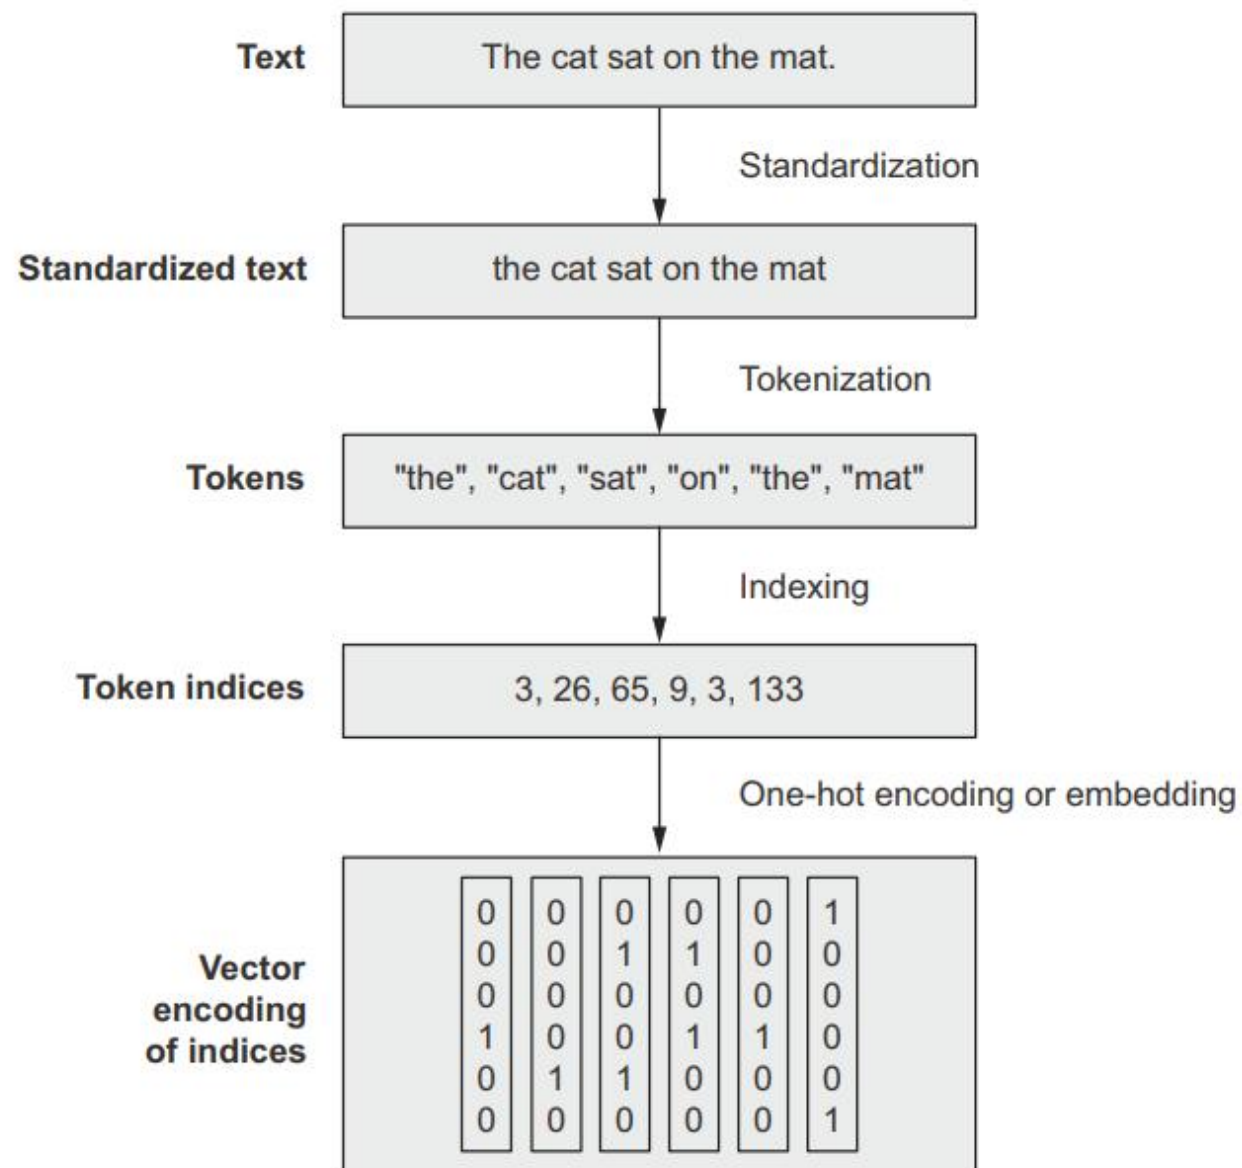 Text
The cat sat on the mat.
Standardization
Standardized text
the cat sat on the mat
Tokenization
Tokens
"the", "cat", "sat", "on", "the", "mat"
Indexing
Token indices
3, 26, 65, 9, 3, 133
One-hot encoding or embedding
Vector
encoding
of indices
0 0 0 0 0 1
0 0 1 1 0 0
0 0 0 0 0 0
1 0 0 1 1 0
0 1 1 0 0 0
0 0 0 0 0 1